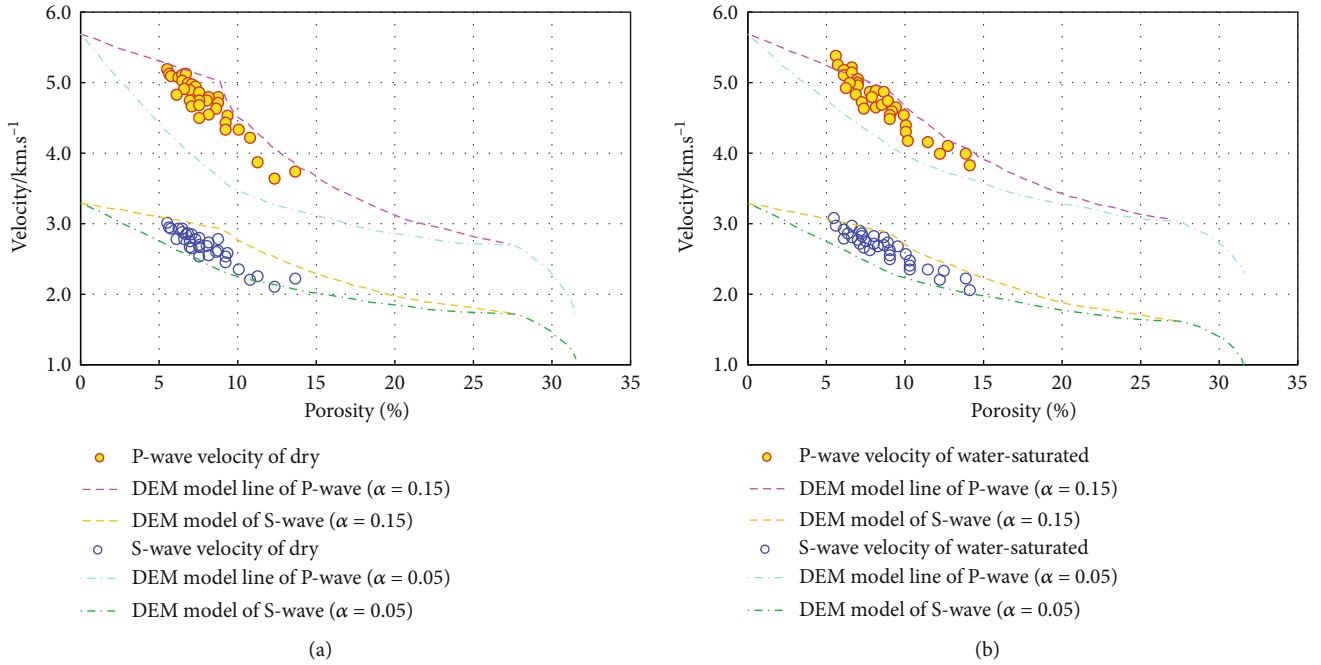 6.0
5.0
4.0
3.0
2.0
1.0
Velocity/km.s⁻¹
0 5 10 15 20 25 30 35
Porosity (%)
P-wave velocity of dry
DEM model line of P-wave (α = 0.15)
DEM model of S-wave (α = 0.15)
S-wave velocity of dry
DEM model line of P-wave (α = 0.05)
DEM model of S-wave (α = 0.05)
(a)
6.0
5.0
4.0
3.0
2.0
1.0
Velocity/km.s⁻¹
0 5 10 15 20 25 30 35
Porosity (%)
P-wave velocity of water-saturated
DEM model line of P-wave (α = 0.15)
DEM model of S-wave (α = 0.15)
S-wave velocity of water-saturated
DEM model line of P-wave (α = 0.05)
DEM model of S-wave (α = 0.05)
(b)